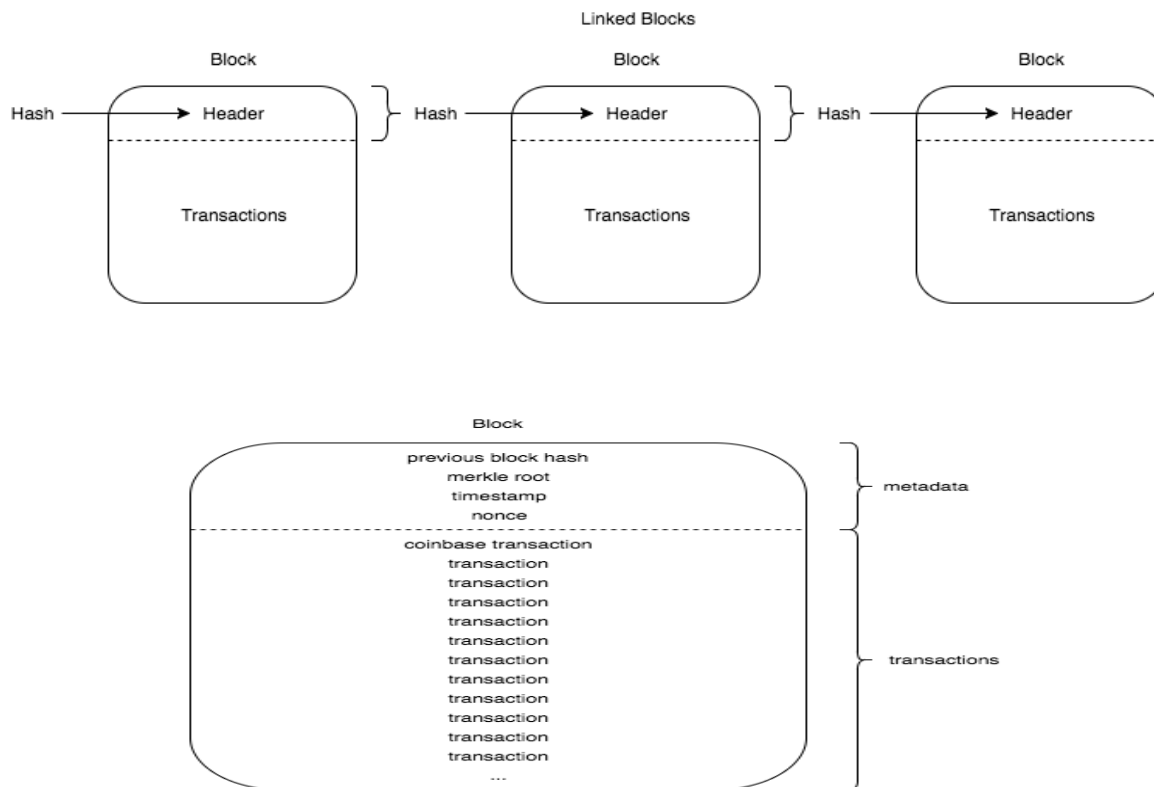 Linked Blocks
Block Block Block
Hash Header Hash Header Hash Header
Transactions Transactions Transactions
Block
previous block hash
merkle root
timestamp
nonce
metadata
coinbase transaction
transaction
transaction
transaction
transaction
transaction
transaction
transaction
transaction
transaction
transaction
transaction
...
transactions